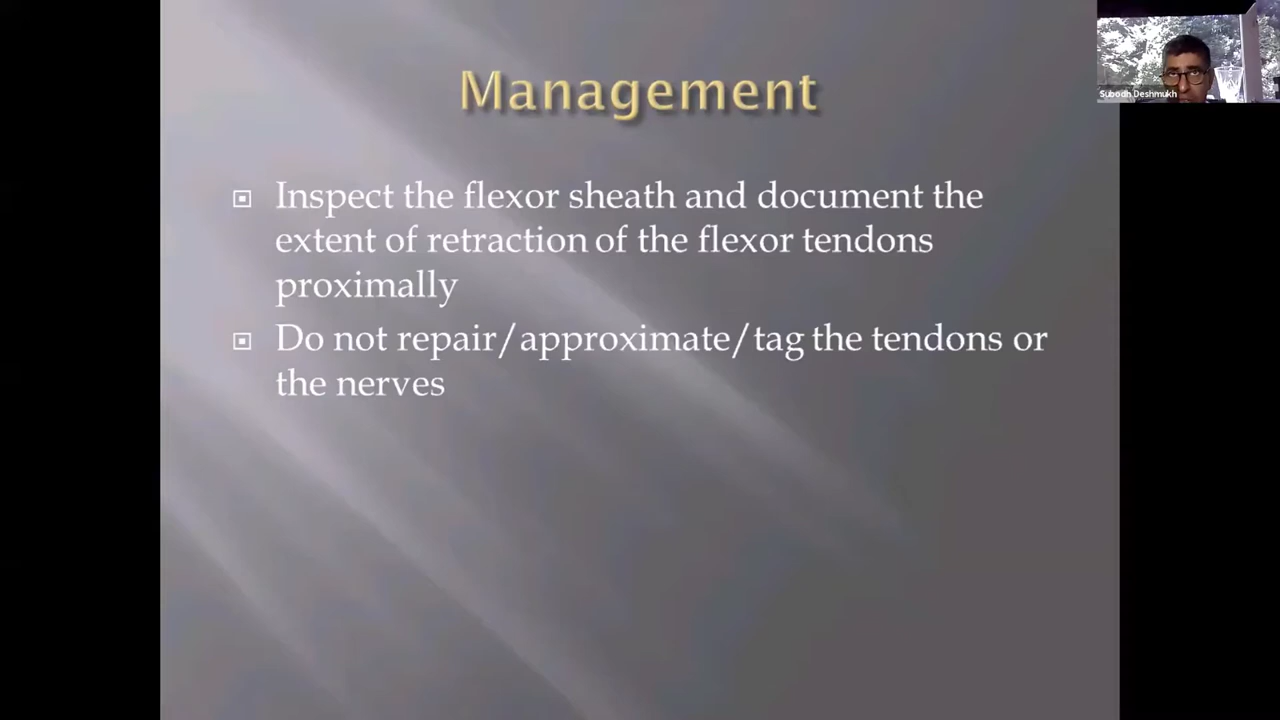 Management
Subodh Deshmukh
Inspect the flexor sheath and document the
extent of retraction of the flexor tendons
proximally
Do not repair/approximate/tag the tendons or
the nerves